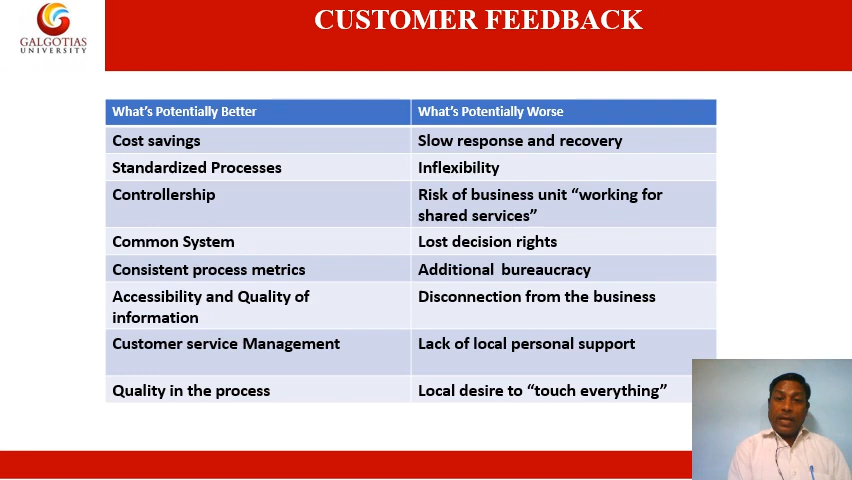 GALGOTIAS
UNIVERSITY
CUSTOMER FEEDBACK
What's Potentially Better
What's Potentially Worse
Cost savings
Slow response and recovery
Standardized Processes
Inflexibility
Controllership
Risk of business unit “working for
shared services”
Common System
Lost decision rights
Consistent process metrics
Additional bureaucracy
Accessibility and Quality of
information
Disconnection from the business
Customer service Management
Lack of local personal support
Quality in the process
Local desire to “touch everything”